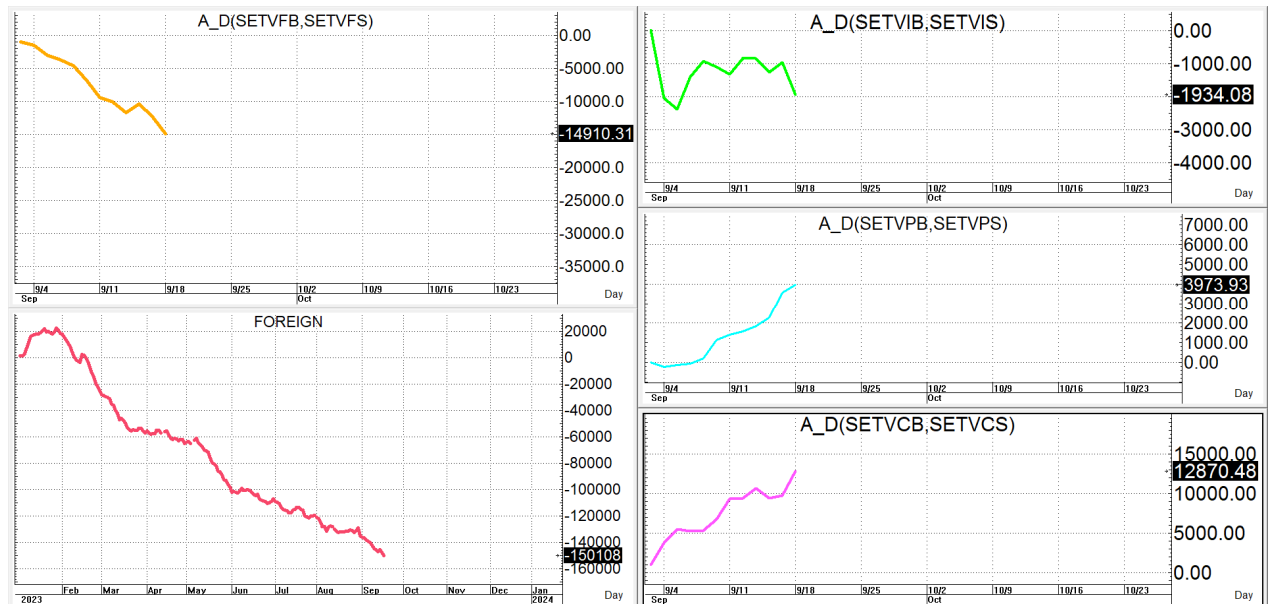 A_D(SETVFB,SETVFS)
0.00
-5000.00
-10000.0
-14910.31
-20000.0
-25000.0
-30000.0
-35000.0
9/4 9/11 9/18 9/25 10/2 10/9 10/16 10/23
Sep Oct Day
FOREIGN
20000
0
-20000
-40000
-60000
-80000
-100000
-120000
-140000
-150108
-160000
Feb Mar Apr May Jun Jul Aug Sep Oct Nov Dec Jan
2023 2024 Day
A_D(SETVIB,SETVIS)
0.00
-1000.00
-1934.08
-3000.00
-4000.00
9/4 9/11 9/18 9/25 10/2 10/9 10/16 10/23
Sep Oct Day
A_D(SETVPB,SETVPS)
7000.00
6000.00
5000.00
3973.93
3000.00
2000.00
1000.00
0.00
9/4 9/11 9/18 9/25 10/2 10/9 10/16 10/23
Sep Oct Day
A_D(SETVCB,SETVCS)
15000.00
12870.48
10000.00
5000.00
0.00
9/4 9/11 9/18 9/25 10/2 10/9 10/16 10/23
Sep Oct Day